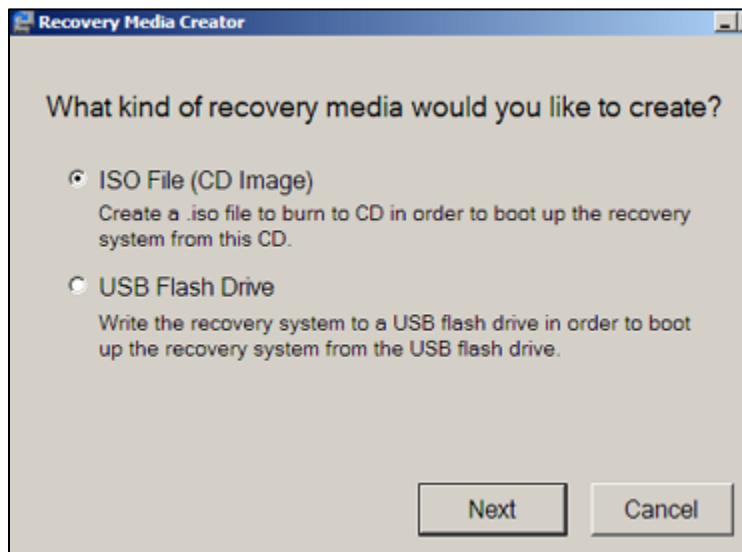 Recovery Media Creator
What kind of recovery media would you like to create?
ISO File (CD Image)
Create a .iso file to burn to CD in order to boot up the recovery
system from this CD.
USB Flash Drive
Write the recovery system to a USB flash drive in order to boot
up the recovery system from the USB flash drive.
Next
Cancel